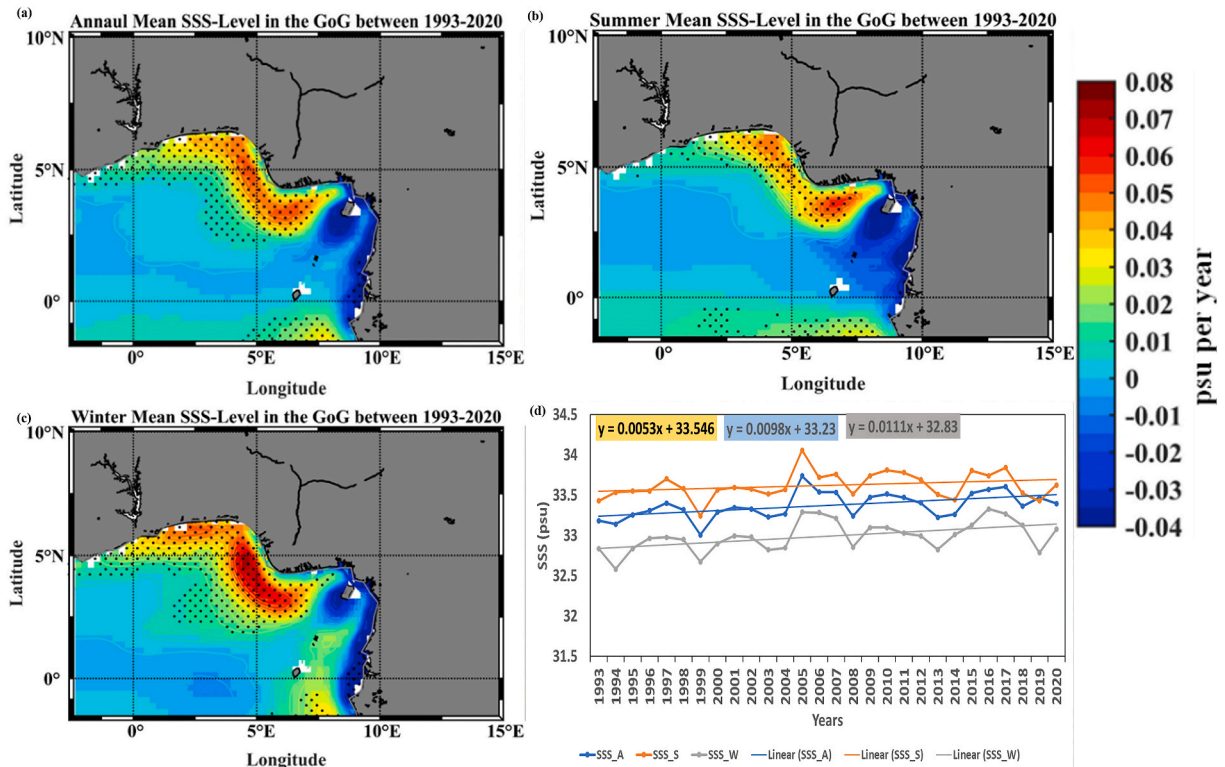 (a)
Annaul Mean SSS-Level in the GoG between 1993-2020
10°N
5°N
0°
Latitude
0°
5°E
10°E
15°E
Longitude
(b)
Summer Mean SSS-Level in the GoG between 1993-2020
10°N
5°N
0°
Latitude
0°
5°E
10°E
15°E
Longitude
0.08
0.07
0.06
0.05
0.04
0.03
0.02
0.01
0
-0.01
-0.02
-0.03
-0.04
psu per year
(c)
Winter Mean SSS-Level in the GoG between 1993-2020
10°N
5°N
0°
Latitude
0°
5°E
10°E
15°E
Longitude
(d)
y = 0.0053x + 33.546
y = 0.0098x + 33.23
y = 0.0111x + 32.83
34.5
34
33.5
33
32.5
32
31.5
SSS (psu)
1993
1994
1995
1996
1997
1998
1999
2000
2001
2002
2003
2004
2005
2006
2007
2008
2009
2010
2011
2012
2013
2014
2015
2016
2017
2018
2019
2020
Years
SSS_A
SSS_S
SSS_W
Linear (SSS_A)
Linear (SSS_S)
Linear (SSS_W)